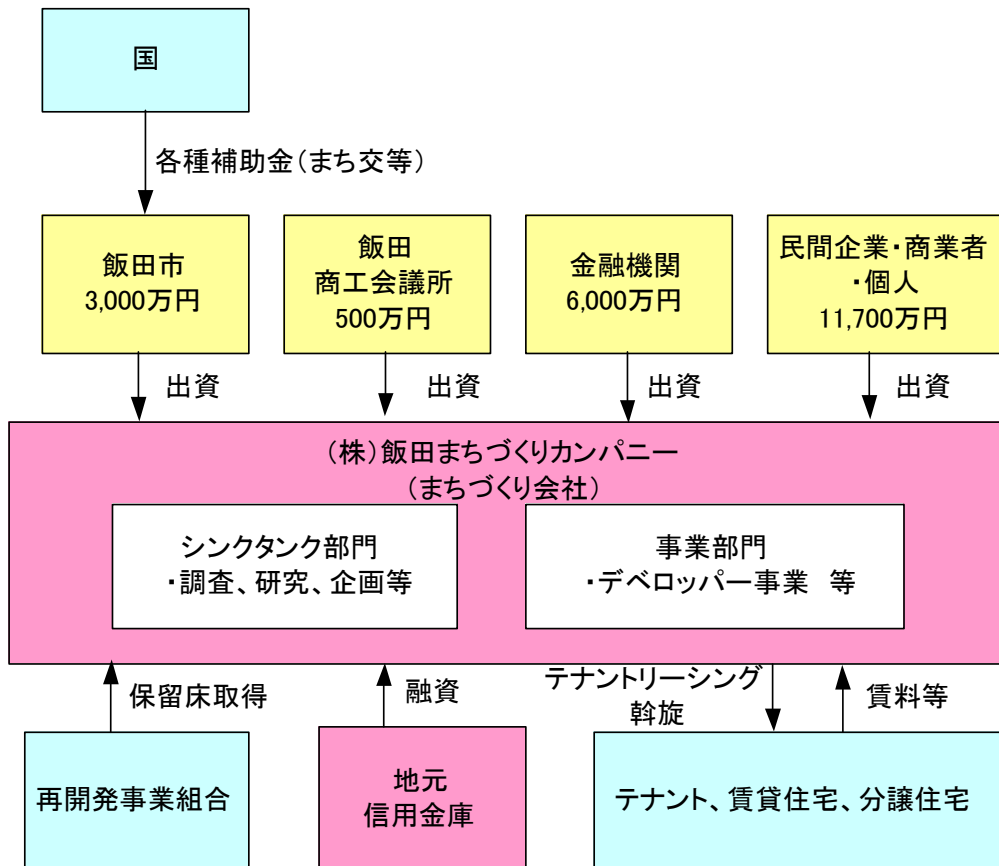 国
各種補助金(まち交等)
飯田市
3,000万円
飯田
商工会議所
500万円
金融機関
6,000万円
民間企業・商業者
・個人
11,700万円
出資
出資
出資
出資
(株)飯田まちづくりカンパニー
(まちづくり会社)
シンクタンク部門
・調査、研究、企画等
事業部門
・デベロッパー事業 等
保留床取得
融資
テナントリーシング
斡旋
賃料等
再開発事業組合
地元
信用金庫
テナント、賃貸住宅、分譲住宅